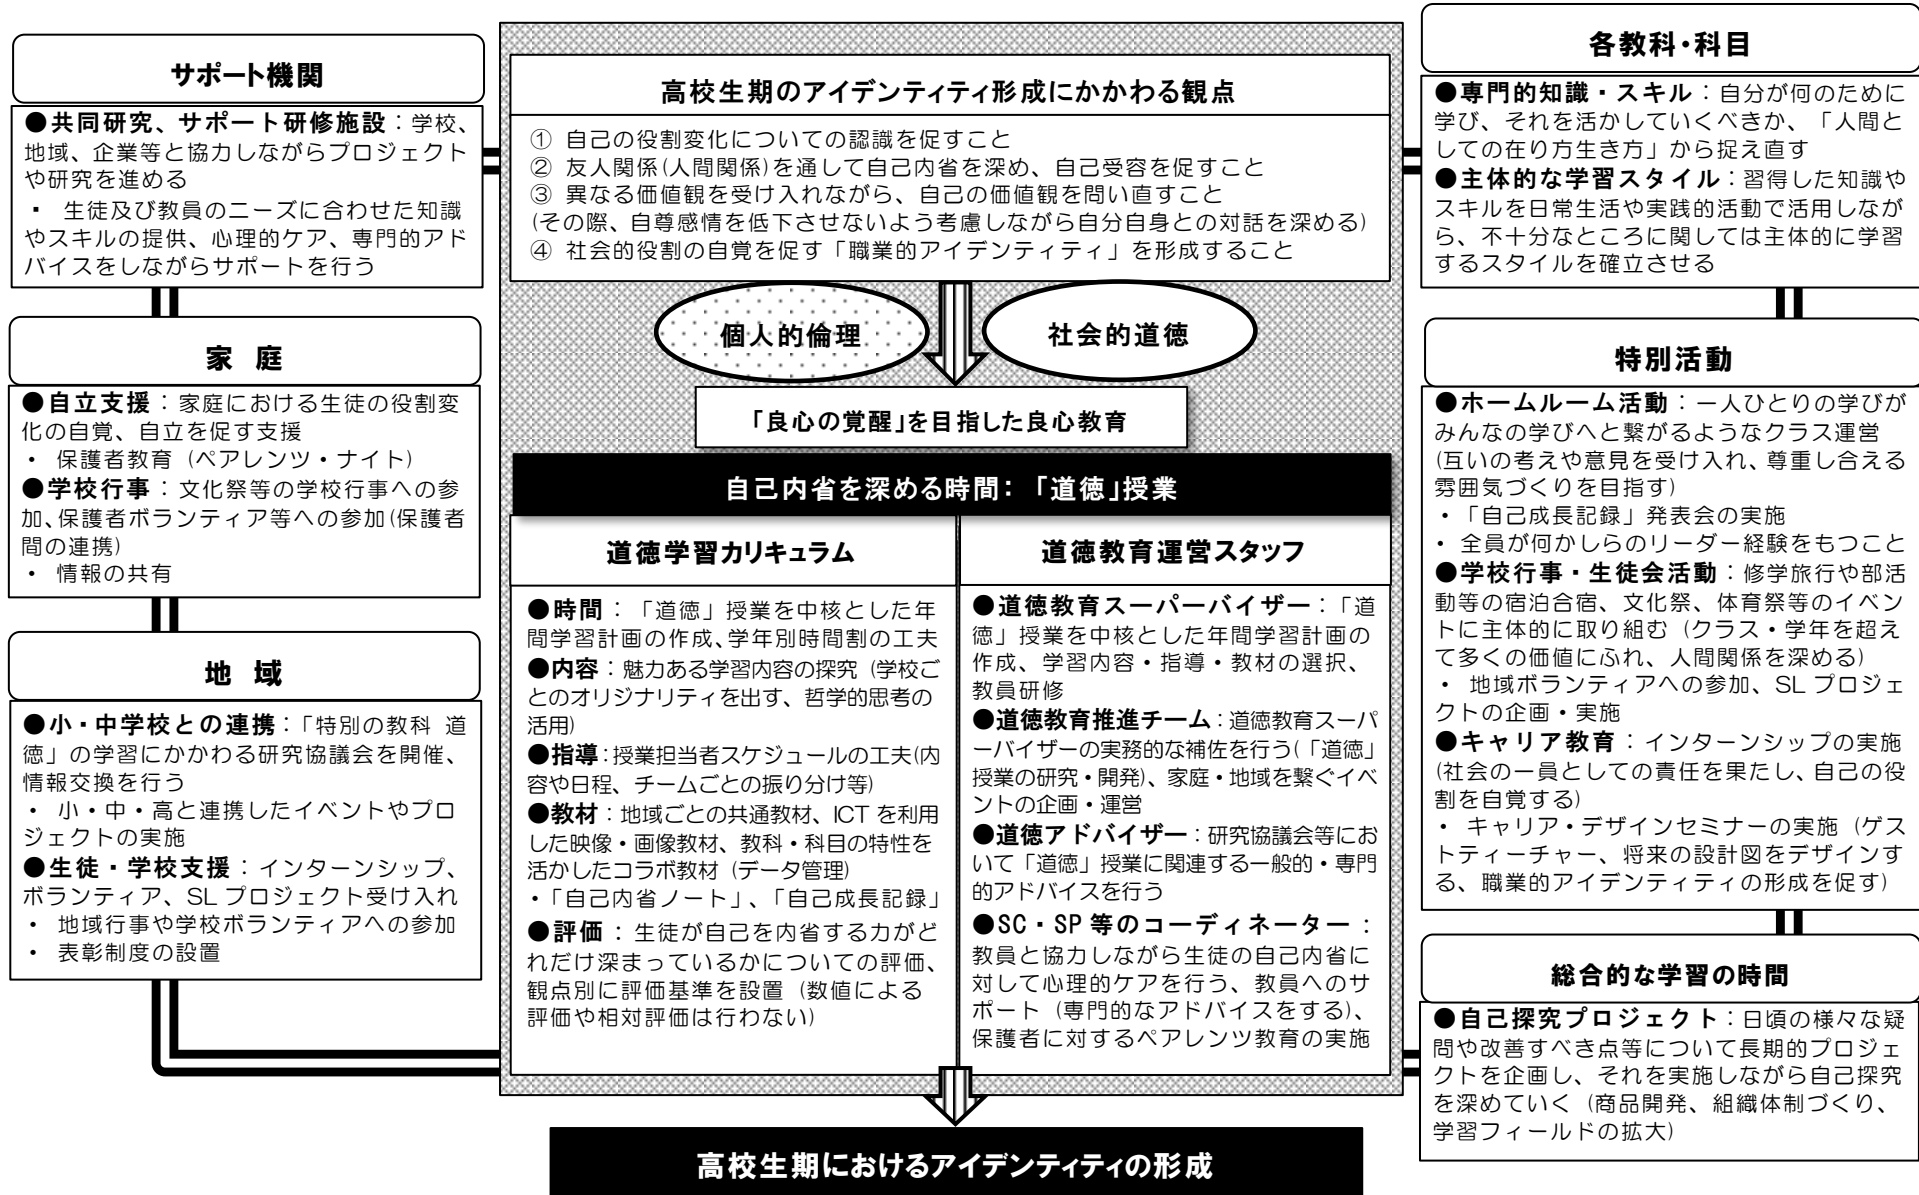 サポート機関
●共同研究、サポート研修施設：学校、
地域、企業等と協力しながらプロジェクト
や研究を進める
・ 生徒及び教員のニーズに合わせた知識
やスキルの提供、心理的ケア、専門的アド
バイスをしながらサポートを行う
家 庭
●自立支援：家庭における生徒の役割変
化の自覚、自立を促す支援
・ 保護者教育（ペアレンツ・ナイト）
●学校行事：文化祭等の学校行事への参
加、保護者ボランティア等への参加(保護者
間の連携)
・ 情報の共有
地 域
●小・中学校との連携：「特別の教科 道
徳」の学習にかかわる研究協議会を開催、
情報交換を行う
・ 小・中・高と連携したイベントやプロ
ジェクトの実施
●生徒・学校支援：インターンシップ、
ボランティア、SL プロジェクト受け入れ
・ 地域行事や学校ボランティアへの参加
・ 表彰制度の設置
高校生期のアイデンティティ形成にかかわる観点
① 自己の役割変化についての認識を促すこと
② 友人関係(人間関係)を通して自己内省を深め、自己受容を促すこと
③ 異なる価値観を受け入れながら、自己の価値観を問い直すこと
(その際、自尊感情を低下させないよう考慮しながら自分自身との対話を深める)
④ 社会的役割の自覚を促す「職業的アイデンティティ」を形成すること
個人的倫理
社会的道徳
「良心の覚醒」を目指した良心教育
自己内省を深める時間：「道徳」授業
道徳学習カリキュラム
●時間：「道徳」授業を中核とした年
間学習計画の作成、学年別時間割の工夫
●内容：魅力ある学習内容の探究（学校ご
とのオリジナリティを出す、哲学的思考の
活用）
●指導：授業担当者スケジュールの工夫(内
容や日程、チームごとの振り分け等)
●教材：地域ごとの共通教材、ICT を利用
した映像・画像教材、教科・科目の特性を
活かしたコラボ教材（データ管理）
・「自己内省ノート」、「自己成長記録」
●評価：生徒が自己を内省する力がど
れだけ深まっているかについての評価、
観点別に評価基準を設置（数値による
評価や相対評価は行わない）
道徳教育運営スタッフ
●道徳教育スーパーバイザー：「道
徳」授業を中核とした年間学習計画の
作成、学習内容・指導・教材の選択、
教員研修
●道徳教育推進チーム：道徳教育スーパ
ーバイザーの実務的な補佐を行う(「道徳」
授業の研究・開発)、家庭・地域を繋ぐイベ
ントの企画・運営
●道徳アドバイザー：研究協議会等にお
いて「道徳」授業に関連する一般的・専門
的アドバイスを行う
●SC・SP 等のコーディネーター：
教員と協力しながら生徒の自己内省に
対して心理的ケアを行う、教員へのサ
ポート（専門的なアドバイスをする）、
保護者に対するペアレンツ教育の実施
高校生期におけるアイデンティティの形成
各教科・科目
●専門的知識・スキル：自分が何のために
学び、それを活かしていくべきか、「人間と
しての在り方生き方」から捉え直す
●主体的な学習スタイル：習得した知識や
スキルを日常生活や実践的活動で活用しなが
ら、不十分なところに関しては主体的に学習
するスタイルを確立させる
特別活動
●ホームルーム活動：一人ひとりの学びが
みんなの学びへと繋がるようなクラス運営
(互いの考えや意見を受け入れ、尊重し合える
雰囲気づくりを目指す)
・「自己成長記録」発表会の実施
・ 全員が何かしらのリーダー経験をもつこと
●学校行事・生徒会活動：修学旅行や部活
動等の宿泊合宿、文化祭、体育祭等のイベン
トに主体的に取り組む（クラス・学年を超え
て多くの価値にふれ、人間関係を深める）
・ 地域ボランティアへの参加、SL プロジェ
クトの企画・実施
●キャリア教育：インターンシップの実施
(社会の一員としての責任を果たし、自己の役
割を自覚する)
・ キャリア・デザインセミナーの実施（ゲス
トティーチャー、将来の設計図をデザインす
る、職業的アイデンティティの形成を促す）
総合的な学習の時間
●自己探究プロジェクト：日頃の様々な疑
問や改善すべき点等について長期的プロジェ
クトを企画し、それを実施しながら自己探究
を深めていく（商品開発、組織体制づくり、
学習フィールドの拡大）